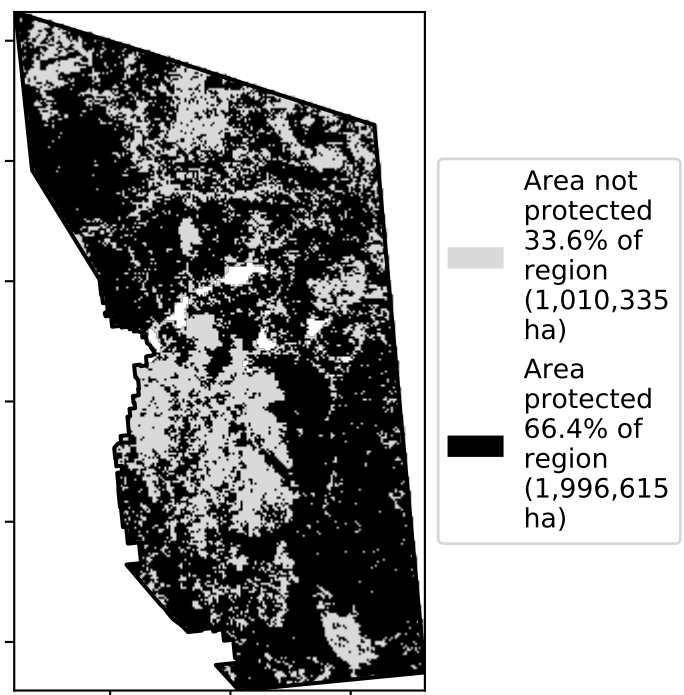 Area not
protected
33.6% of
region
(1,010,335
ha)
Area
protected
66.4% of
region
(1,996,615
ha)